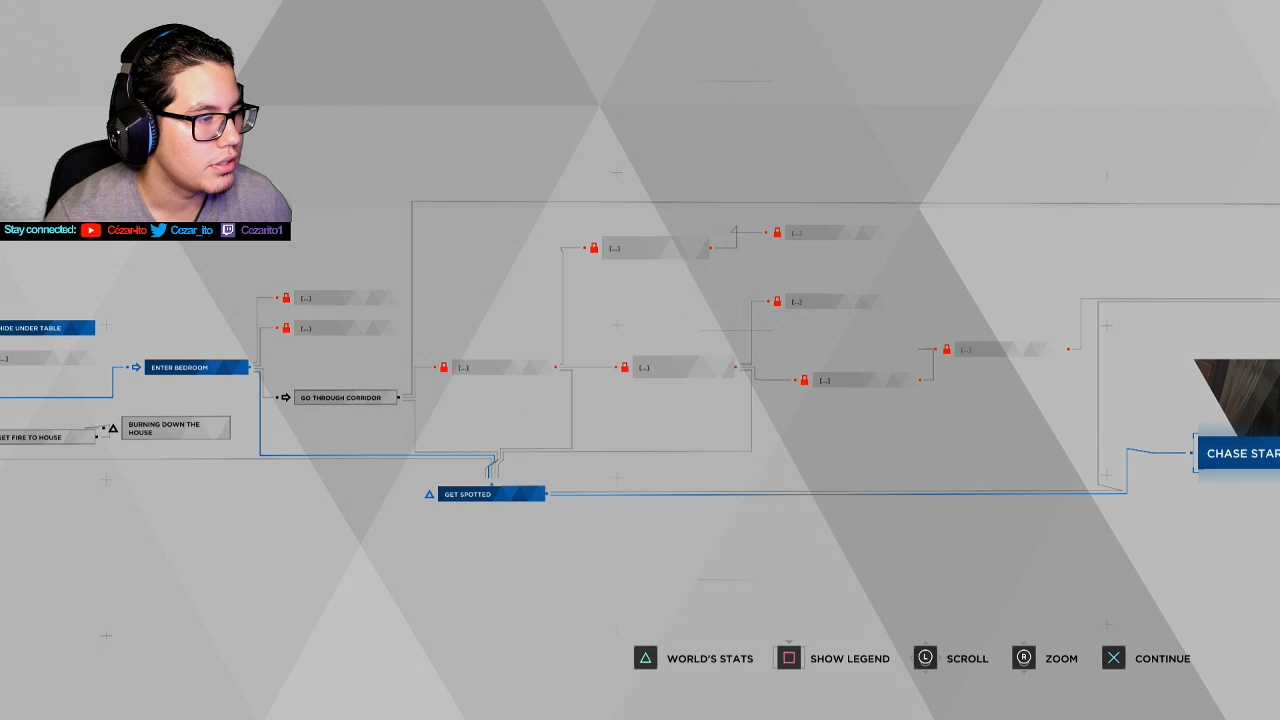 Stay connected: Cézar-ito Cezar_ito Cezarito1
[...]
[...]
[...]
[...]
[...]
HIDE UNDER TABLE
[...]
[...]
...]
ENTER BEDROOM
[...]
[...]
[...]
GO THROUGH CORRIDOR
BURNING DOWN THE
HOUSE
SET FIRE TO HOUSE
CHASE STAR
GET SPOTTED
WORLD'S STATS
SHOW LEGEND
L SCROLL
R ZOOM
CONTINUE